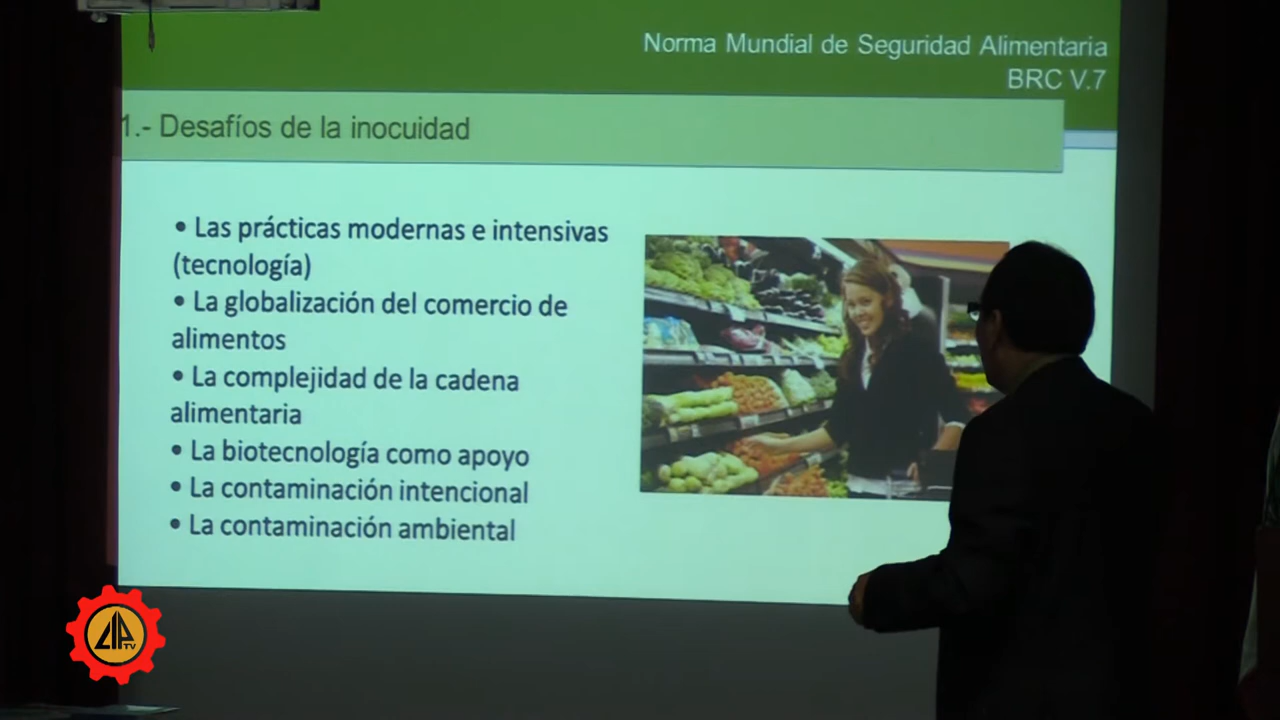 Norma Mundial de Seguridad Alimentaria
BRC V.7
1.- Desafíos de la inocuidad
• Las prácticas modernas e intensivas
(tecnología)
• La globalización del comercio de
alimentos
• La complejidad de la cadena
alimentaria
• La biotecnología como apoyo
• La contaminación intencional
• La contaminación ambiental
TV